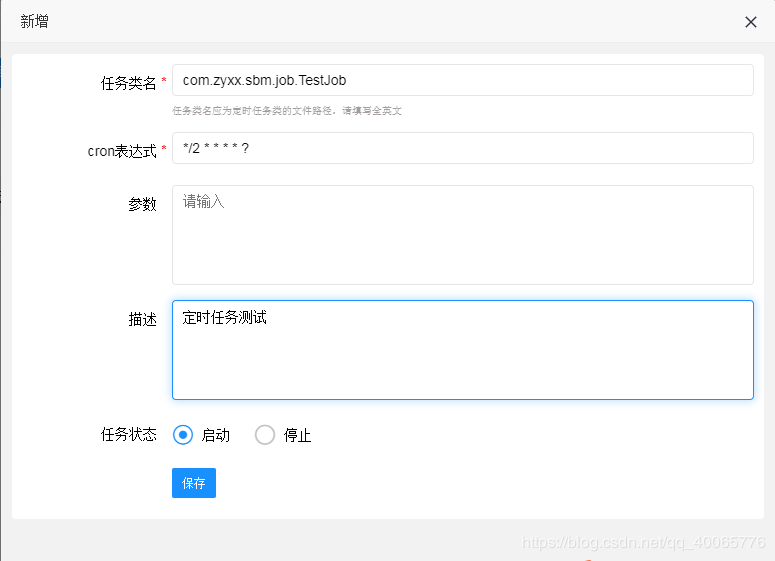 新增
任务类名 * com.zyxx.sbm.job.TestJob
任务类名应为定时任务类的文件路径，请填写全英文
cron表达式 * */2 * * * * ?
参数 请输入
描述 定时任务测试
任务状态 启动 停止
保存
https://blog.csdn.net/qq_40065776